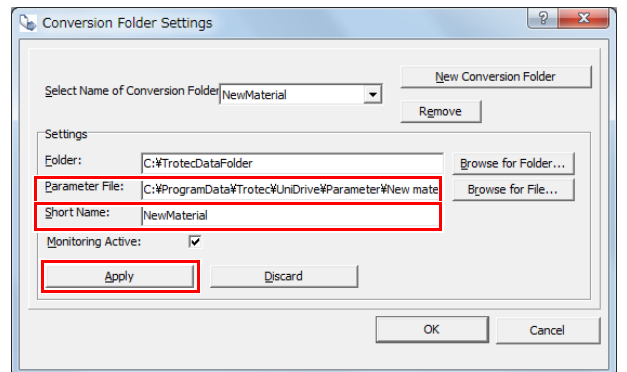 Conversion Folder Settings
New Conversion Folder
Select Name of Conversion Folder NewMaterial
Remove
Settings
Folder: C:¥TrotecDataFolder Browse for Folder...
Parameter File: C:¥ProgramData¥Trotec¥UniDrive¥Parameter¥New mate Browse for File...
Short Name: NewMaterial
Monitoring Active:
Apply Discard
OK Cancel